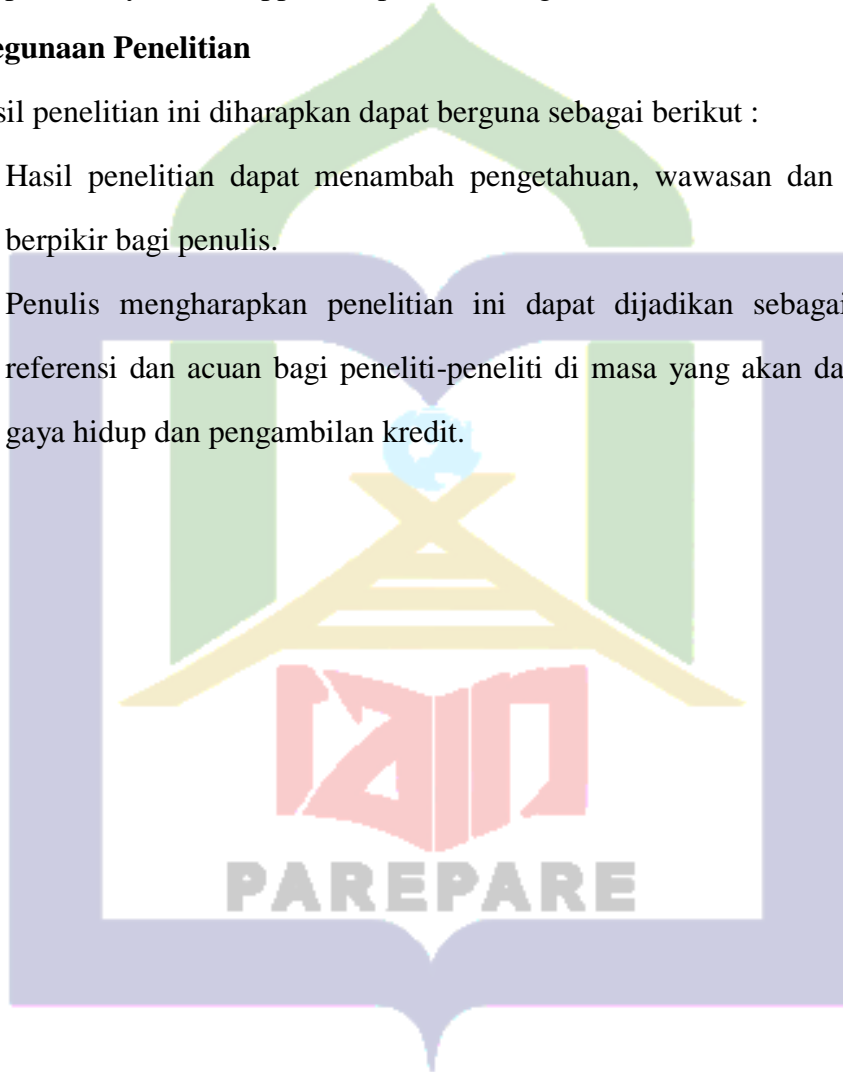 egunaan Penelitian
sil penelitian ini diharapkan dapat berguna sebagai berikut :
Hasil penelitian dapat menambah pengetahuan, wawasan dan
berpikir bagi penulis.
Penulis mengharapkan penelitian ini dapat dijadikan sebagai
referensi dan acuan bagi peneliti-peneliti di masa yang akan da
gaya hidup dan pengambilan kredit.
iain
PAREPARE